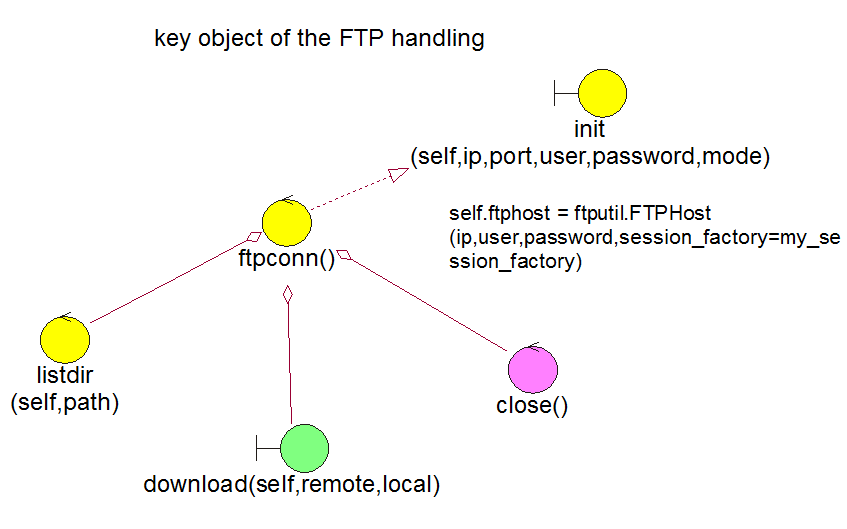 key object of the FTP handling
init
(self,ip,port,user,password,mode)
self.ftphost = ftputil.FTPHost
(ip,user,password,session_factory=my_se
ssion_factory)
ftpconn()
listdir
(self,path)
close()
download(self,remote,local)